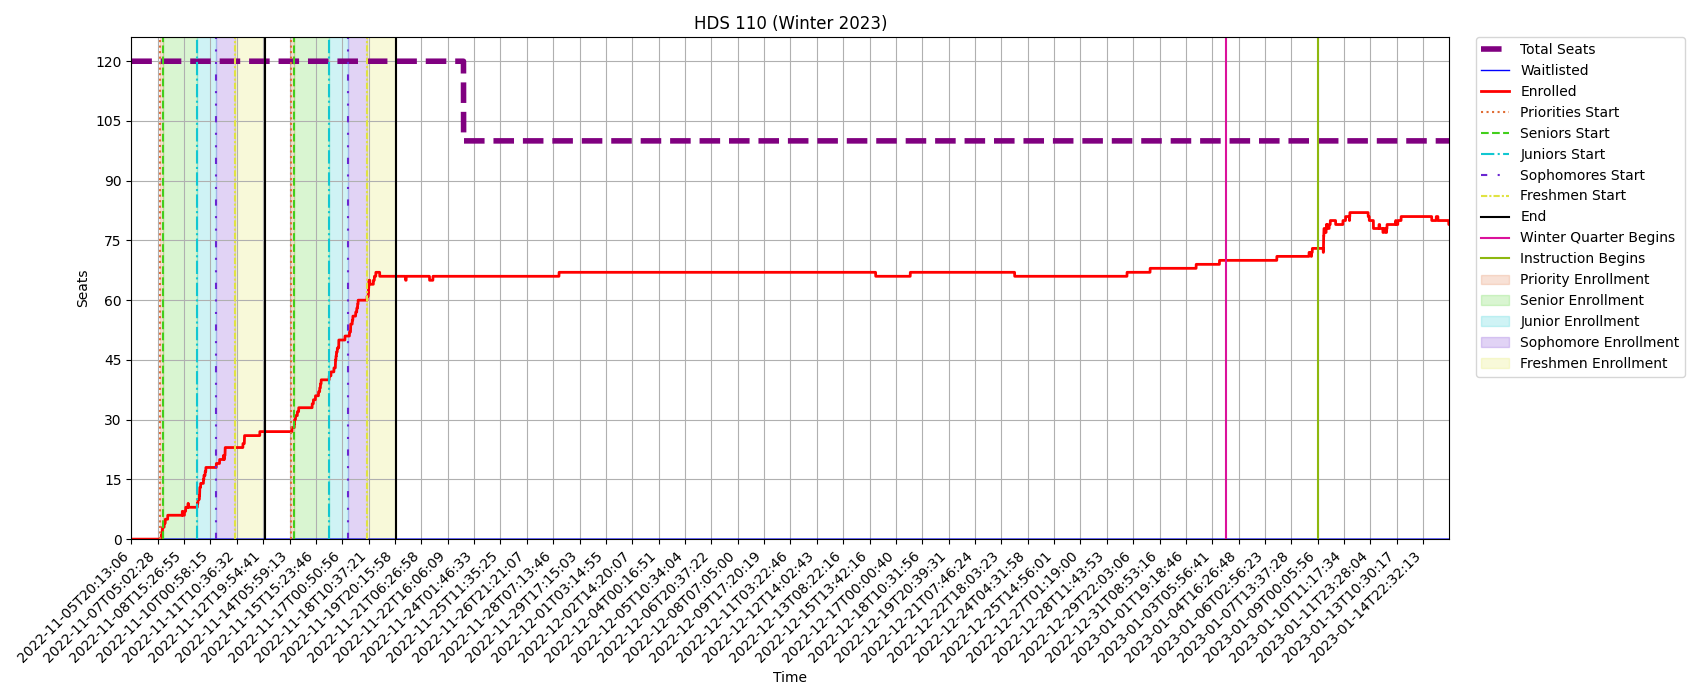 HDS 110 (Winter 2023)
Seats
120
105
90
75
60
45
30
15
0
2022-11-05T20:13:06
2022-11-07T05:02:28
2022-11-08T15:26:55
2022-11-10T00:58:15
2022-11-11T10:36:32
2022-11-12T19:54:41
2022-11-14T05:59:13
2022-11-15T15:23:46
2022-11-17T00:50:56
2022-11-18T10:37:21
2022-11-19T20:15:58
2022-11-21T06:26:58
2022-11-22T16:06:09
2022-11-25T01:46:33
2022-11-25T11:35:25
2022-11-26T21:21:07
2022-11-28T07:13:46
2022-11-29T17:15:03
2022-12-01T03:14:55
2022-12-02T14:20:07
2022-12-04T00:16:51
2022-12-05T10:34:04
2022-12-06T20:37:22
2022-12-08T07:05:00
2022-12-09T17:20:19
2022-12-11T03:22:46
2022-12-12T14:02:43
2022-12-13T08:22:16
2022-12-15T13:42:16
2022-12-17T00:00:40
2022-12-18T10:31:56
2022-12-19T20:39:31
2022-12-21T07:46:24
2022-12-22T18:03:23
2022-12-24T04:31:58
2022-12-25T14:56:01
2022-12-27T01:19:00
2022-12-28T11:43:53
2022-12-29T22:03:06
2022-12-31T08:53:16
2023-01-01T19:18:46
2023-01-03T05:56:41
2023-01-04T16:26:48
2023-01-06T02:56:23
2023-01-07T13:37:28
2023-01-09T00:05:56
2023-01-10T11:17:34
2023-01-11T23:28:04
2023-01-13T10:30:17
2023-01-14T22:32:13
Time
Total Seats
Waitlisted
Enrolled
Priorities Start
Seniors Start
Juniors Start
Sophomores Start
Freshmen Start
End
Winter Quarter Begins
Instruction Begins
Priority Enrollment
Senior Enrollment
Junior Enrollment
Sophomore Enrollment
Freshmen Enrollment